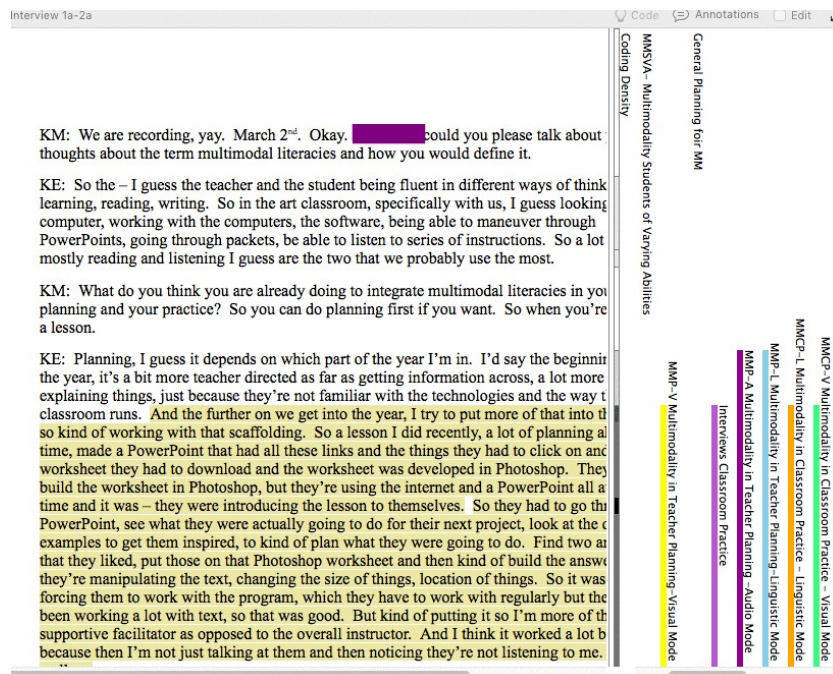 Interview 1a-2a
Code
Annotations
Edit
KM: We are recording, yay. March 2nd. Okay. could you please talk about
thoughts about the term multimodal literacies and how you would define it.
KE: So the – I guess the teacher and the student being fluent in different ways of think
learning, reading, writing. So in the art classroom, specifically with us, I guess looking
computer, working with the computers, the software, being able to maneuver through
PowerPoints, going through packets, be able to listen to series of instructions. So a lot
mostly reading and listening I guess are the two that we probably use the most.
KM: What do you think you are already doing to integrate multimodal literacies in you
planning and your practice? So you can do planning first if you want. So when you're
a lesson.
KE: Planning, I guess it depends on which part of the year I'm in. I'd say the beginnin
the year, it's a bit more teacher directed as far as getting information across, a lot more
explaining things, just because they're not familiar with the technologies and the way t
classroom runs. And the further on we get into the year, I try to put more of that into th
so kind of working with that scaffolding. So a lesson I did recently, a lot of planning al
time, made a PowerPoint that had all these links and the things they had to click on and
worksheet they had to download and the worksheet was developed in Photoshop. They
build the worksheet in Photoshop, but they're using the internet and a PowerPoint all a
time and it was – they were introducing the lesson to themselves. So they had to go thr
PowerPoint, see what they were actually going to do for their next project, look at the
examples to get them inspired, to kind of plan what they were going to do. Find two ar
that they liked, put those on that Photoshop worksheet and then kind of build the answe
they're manipulating the text, changing the size of things, location of things. So it was
forcing them to work with the program, which they have to work with regularly but the
been working a lot with text, so that was good. But kind of putting it so I'm more of th
supportive facilitator as opposed to the overall instructor. And I think it worked a lot b
because then I'm not just talking at them and then noticing they're not listening to me.
Coding Density
MMSVA- Multimodality Students of Varying Abilities
MMP-V Multimodality in Teacher Planning-Visual Mode
General Planning foir MM
Interviews Classroom Practice
MMP-A Multimodality in Teacher Planning -Audio Mode
MMP-L Multimodality in Teacher Planning-Linguistic Mode
MMCP-L Multimodality in Classroom Practice - Linguistic Mode
MMCP-V Multimodality in Classroom Practice - Visual Mode